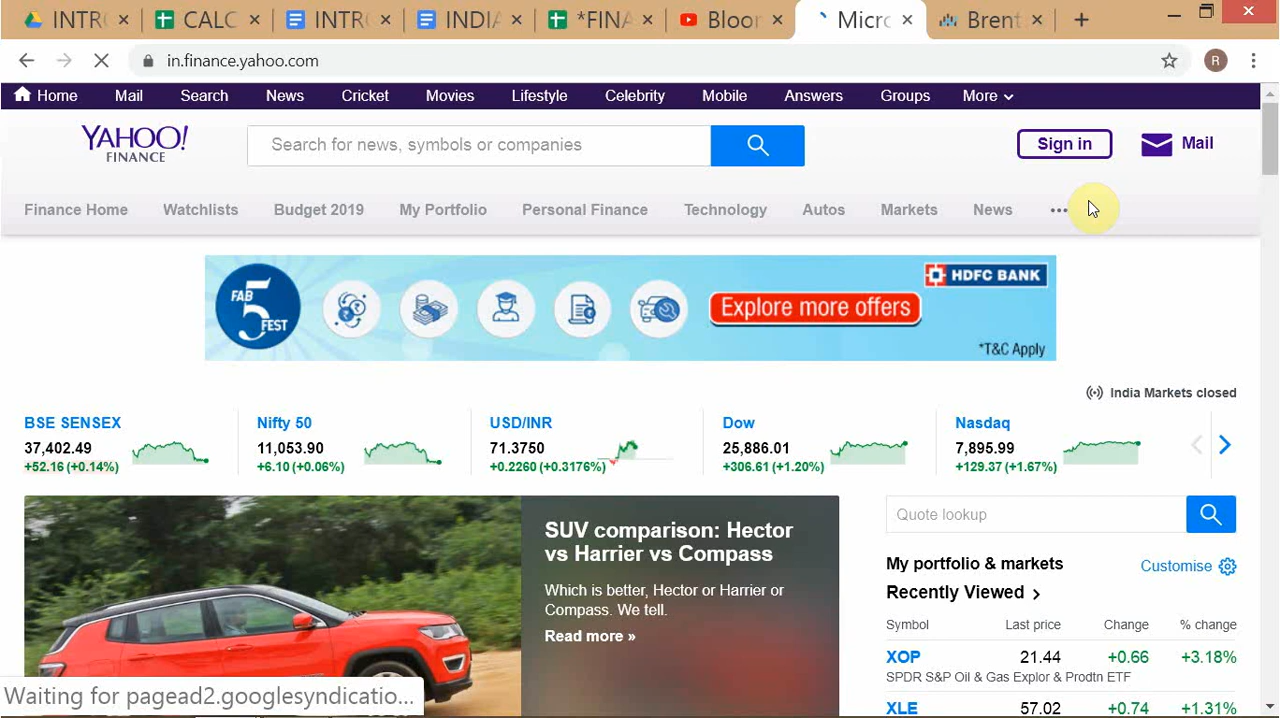 INTRO CALC INTRO INDIA *FINA Bloon Micro Brent
in.finance.yahoo.com R
Home Mail Search News Cricket Movies Lifestyle Celebrity Mobile Answers Groups More
YAHOO!
FINANCE
Search for news, symbols or companies
Sign in Mail
Finance Home Watchlists Budget 2019 My Portfolio Personal Finance Technology Autos Markets News •••
FAB
5
FEST
Explore more offers
HDFC BANK
*T&C Apply
India Markets closed
BSE SENSEX Nifty 50 USD/INR Dow Nasdaq
37,402.49 11,053.90 71.3750 25,886.01 7,895.99
+52.16 (+0.14%) +6.10 (+0.06%) +0.2260 (+0.3176%) +306.61 (+1.20%) +129.37 (+1.67%)
SUV comparison: Hector
vs Harrier vs Compass
Which is better, Hector or Harrier or
Compass. We tell.
Read more »
Quote lookup
My portfolio & markets Customise
Recently Viewed
Symbol Last price Change % change
XOP 21.44 +0.66 +3.18%
SPDR S&P Oil & Gas Explor & Prodtn ETF
XLE 57.02 +0.74 +1.31%
Waiting for pagead2.googlesyndicatio...